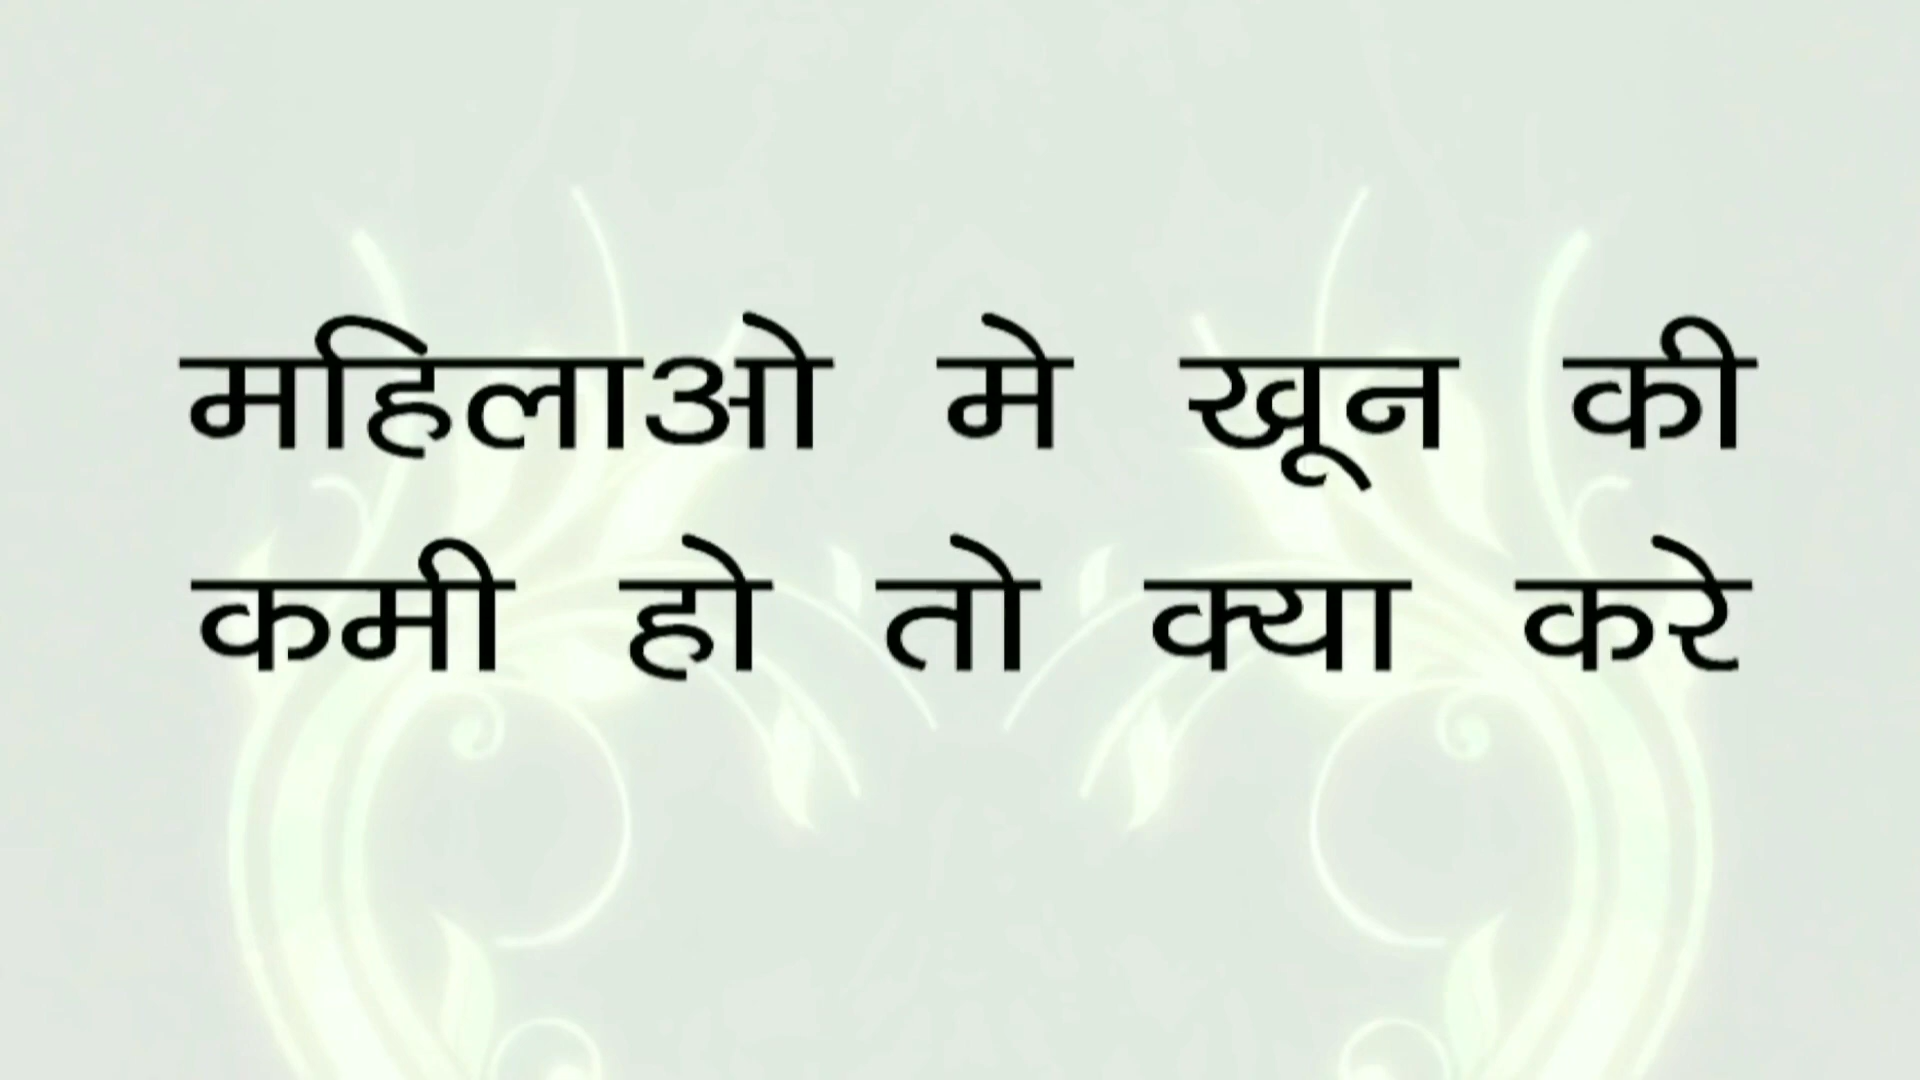 महिलाओ मे खून की
कमी हो तो क्या करे